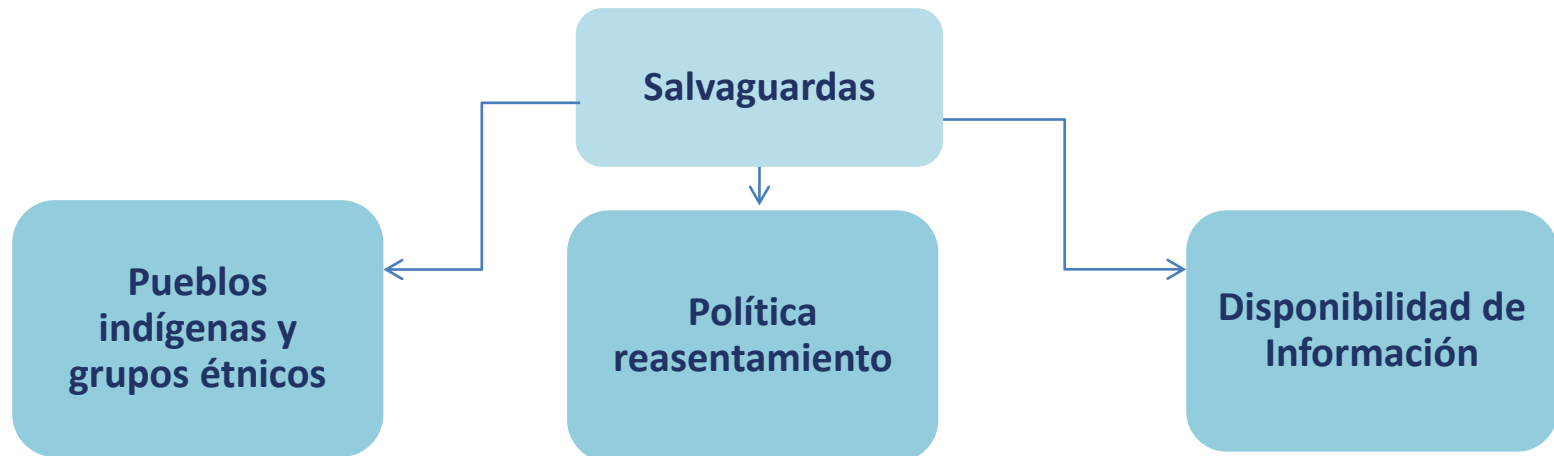 Salvaguardas
Pueblos
indígenas y
grupos étnicos
Política
reasentamiento
Disponibilidad de
Información